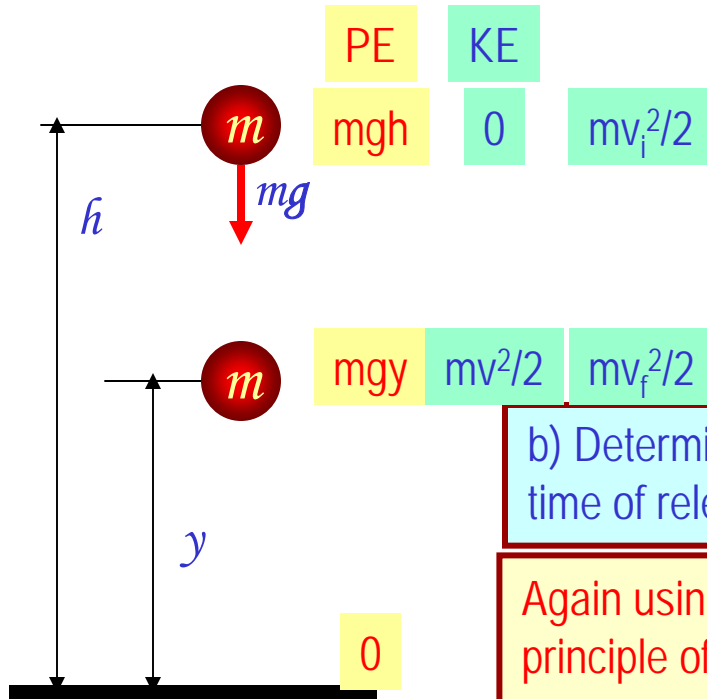 PE KE
m mgh 0 mvᵢ²/2
mg
h
m mgy mv²/2 mv_f²/2
b) Determi
time of rele
y
Again usin
principle of
0